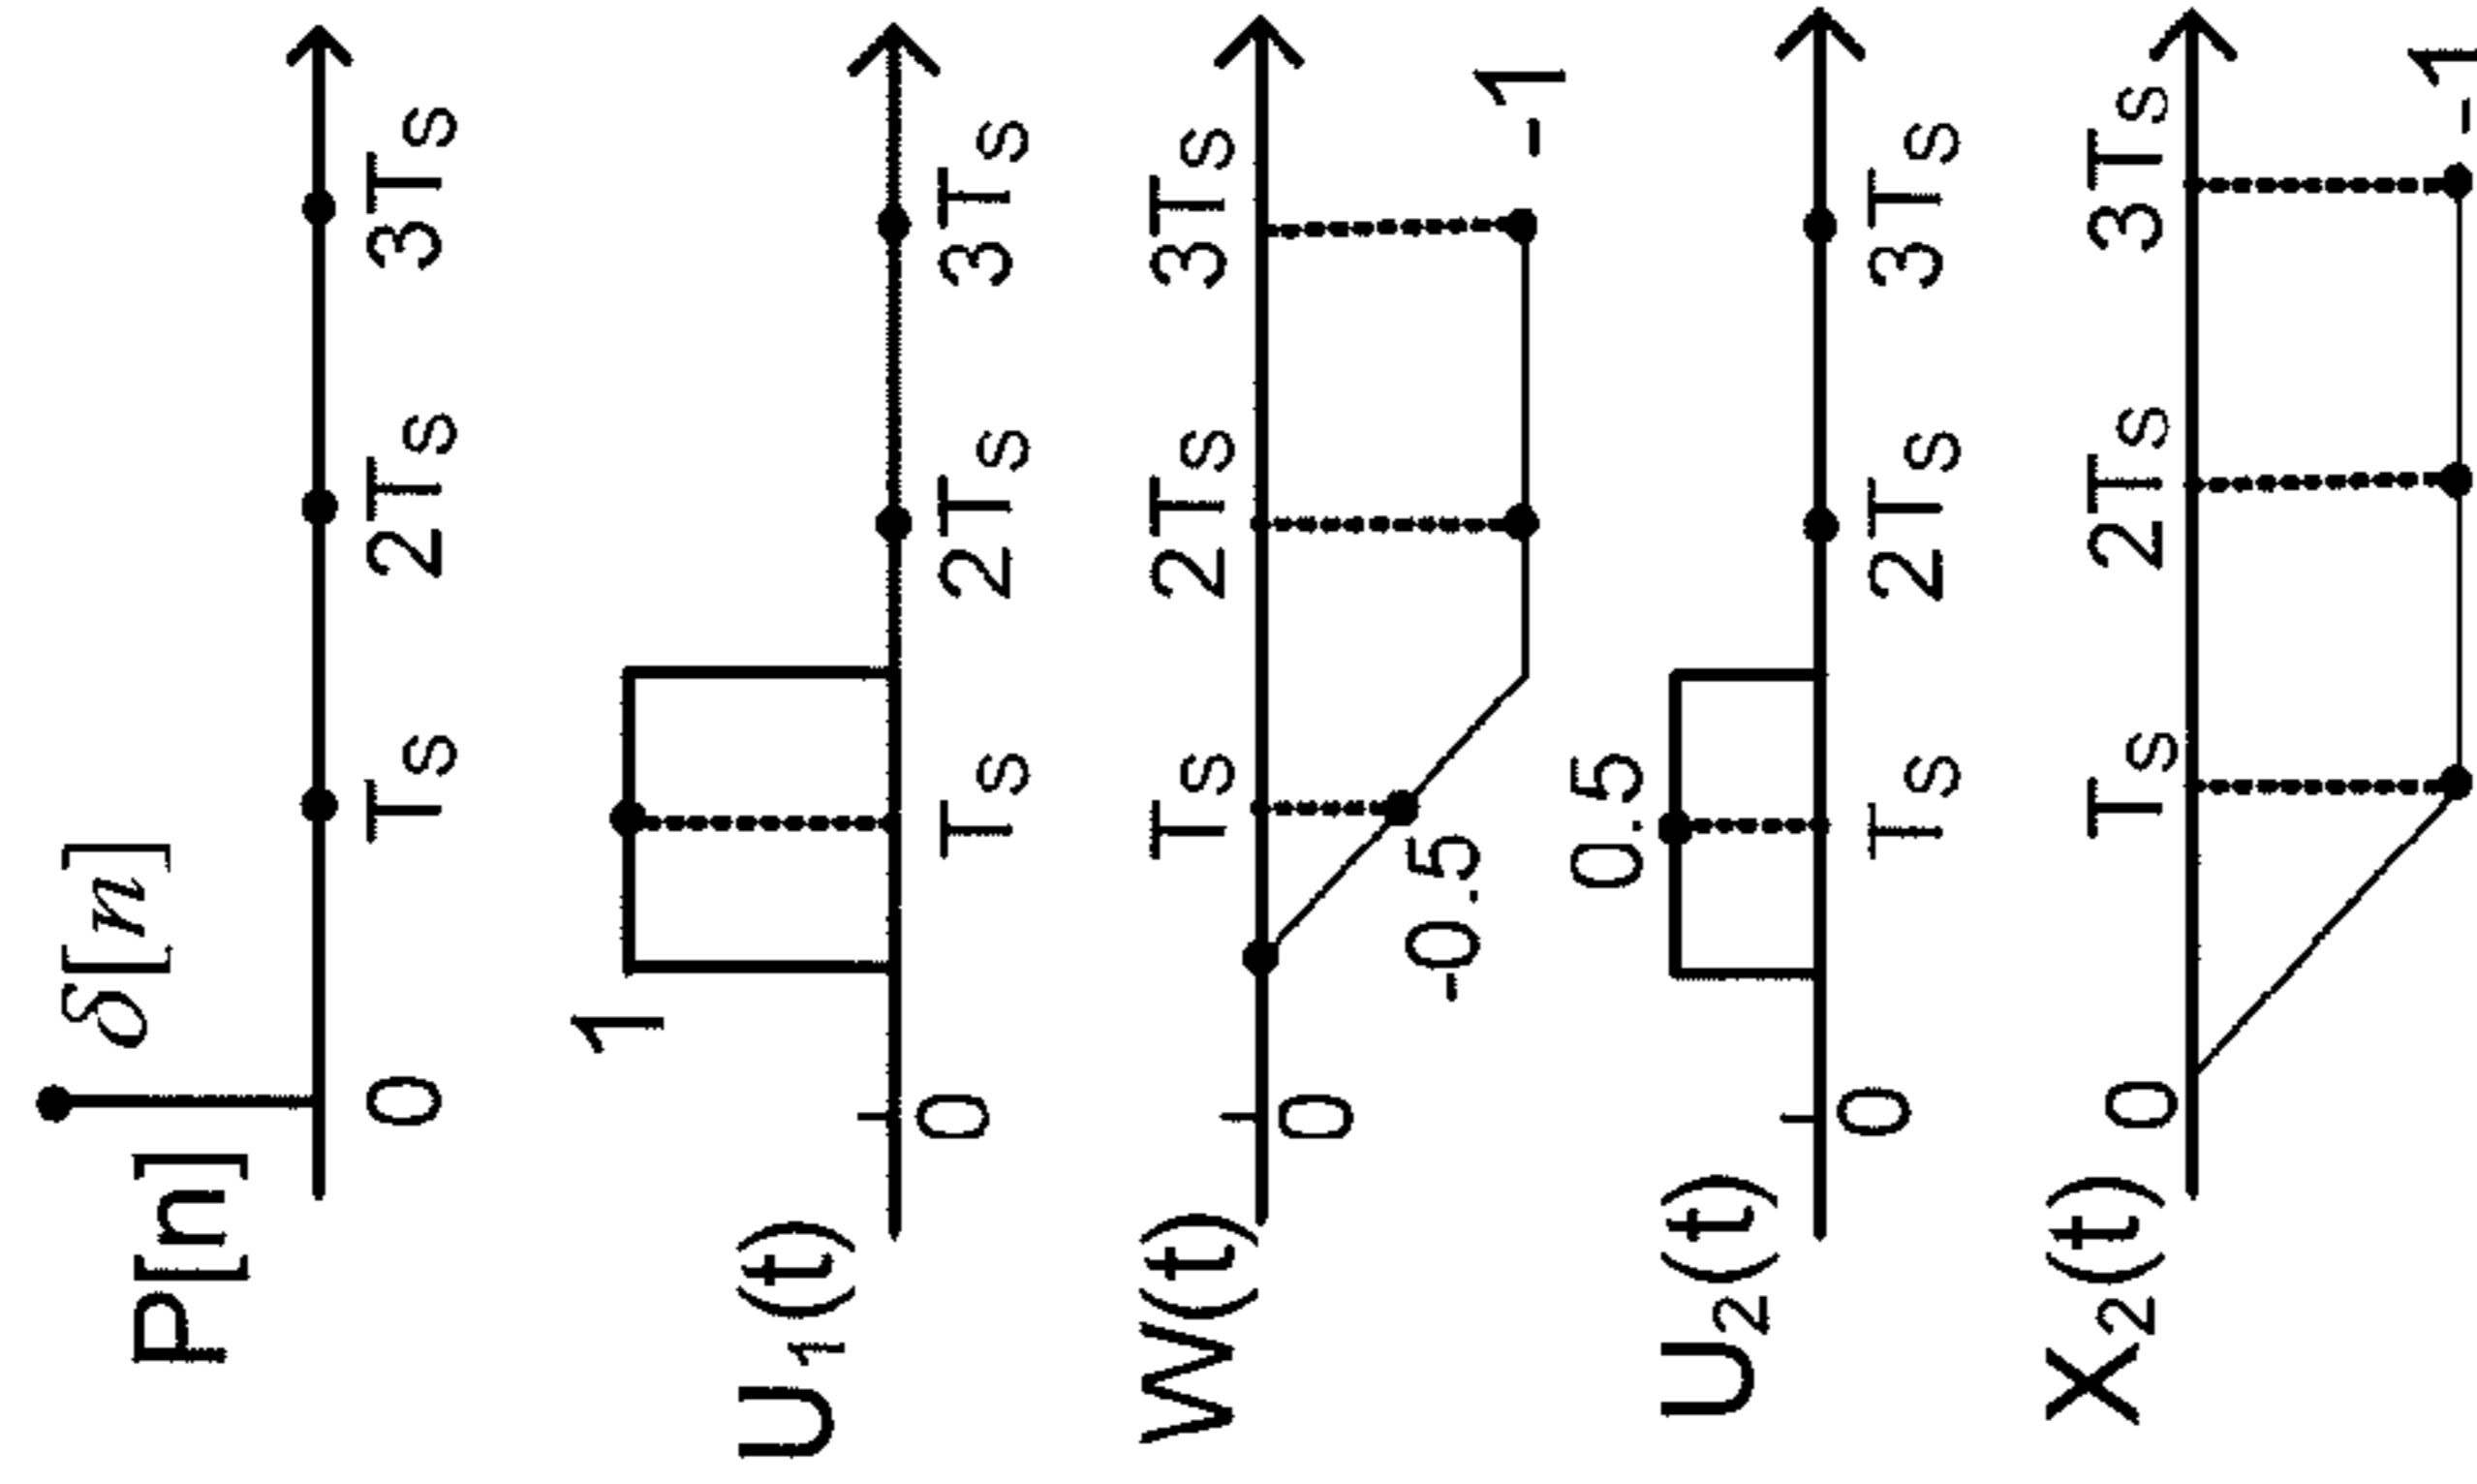 δ[n]
P[n]
0 Ts 2Ts 3Ts
1
U1(t)
0 Ts 2Ts 3Ts
W(t)
Ts 2Ts 3Ts
0
-0.5
-1
0.5
U2(t)
0 Ts 2Ts 3Ts
X2(t)
0 Ts 2Ts 3Ts
-1